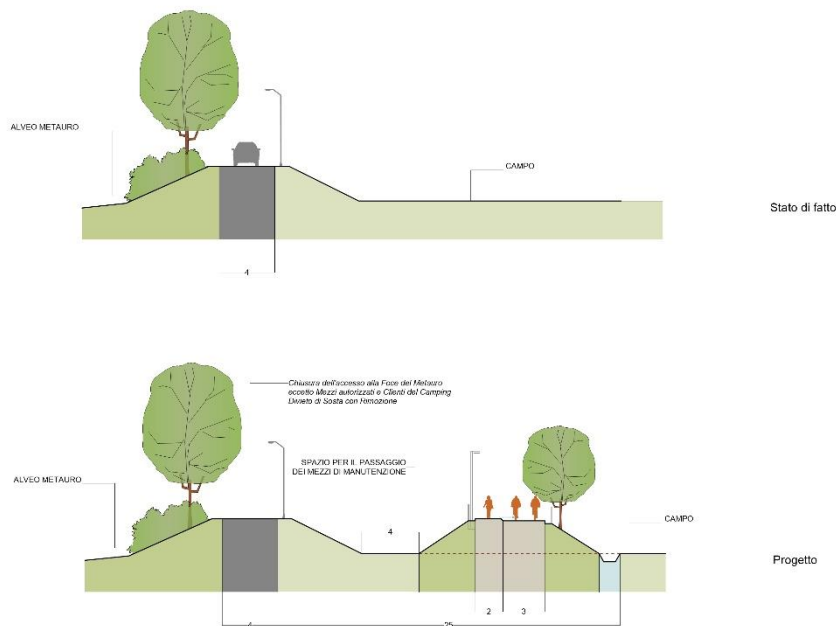 ALVEO METAURO
CAMPO
Stato di fatto
4
Chiusura dell'accesso alla Foce del Metauro
eccetto Mezzi autorizzati e Clienti del Camping
Divieto di Sosta con Rimozione
SPAZIO PER IL PASSAGGIO
DEI MEZZI DI MANUTENZIONE
ALVEO METAURO
CAMPO
4
Progetto
2
3
4
25